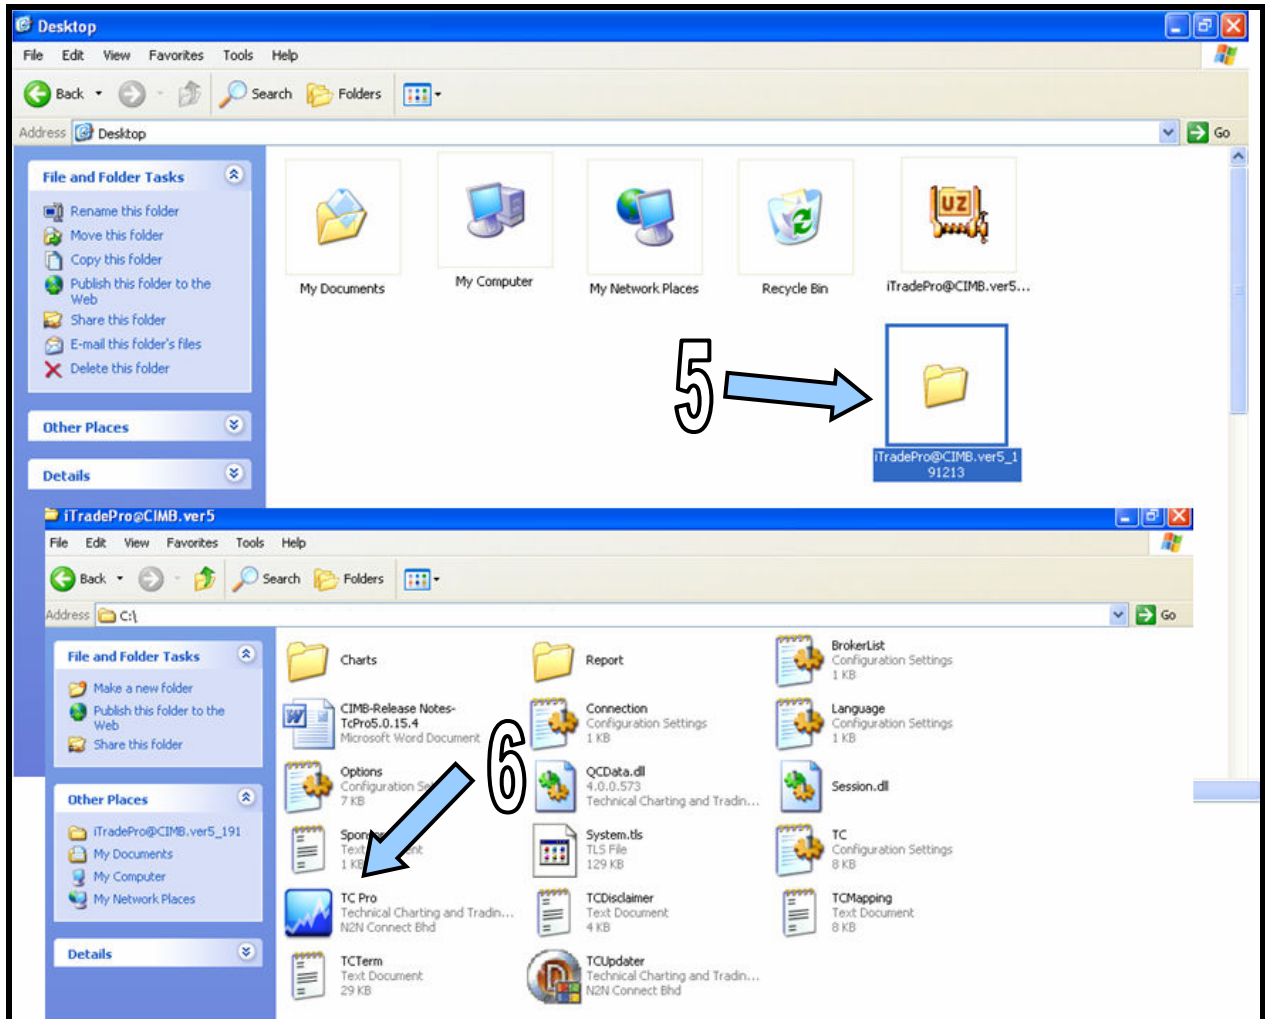 Desktop
File Edit View Favorites Tools Help
Back Search Folders
Address Desktop Go
File and Folder Tasks
Rename this folder
Move this folder
Copy this folder
Publish this folder to the
Web
Share this folder
E-mail this folder's files
Delete this folder
Other Places
Details
My Documents
My Computer
My Network Places
Recycle Bin
UZ
iTradePro@CIMB.ver5...
5
iTradePro@CIMB.ver5_1
91213
iTradePro@CIMB.ver5
File Edit View Favorites Tools Help
Back Search Folders
Address C:\ Go
File and Folder Tasks
Make a new folder
Publish this folder to the
Web
Share this folder
Other Places
iTradePro@CIMB.ver5_191
My Documents
My Computer
My Network Places
Details
Charts
Report
BrokerList
Configuration Settings
1 KB
CIMB-Release Notes-
TcPro5.0.15.4
Microsoft Word Document
Connection
Configuration Settings
1 KB
Language
Configuration Settings
1 KB
6
Options
Configuration
7 KB
QCData.dll
4.0.0.573
Technical Charting and Tradin...
Session.dll
1 KB
System.tls
TLS File
129 KB
TC
Configuration Settings
8 KB
TC Pro
Technical Charting and Tradin...
N2N Connect Bhd
TCDisclaimer
Text Document
4 KB
TCMapping
Text Document
8 KB
TCTerm
Text Document
29 KB
TCUpdater
Technical Charting and Tradin...
N2N Connect Bhd